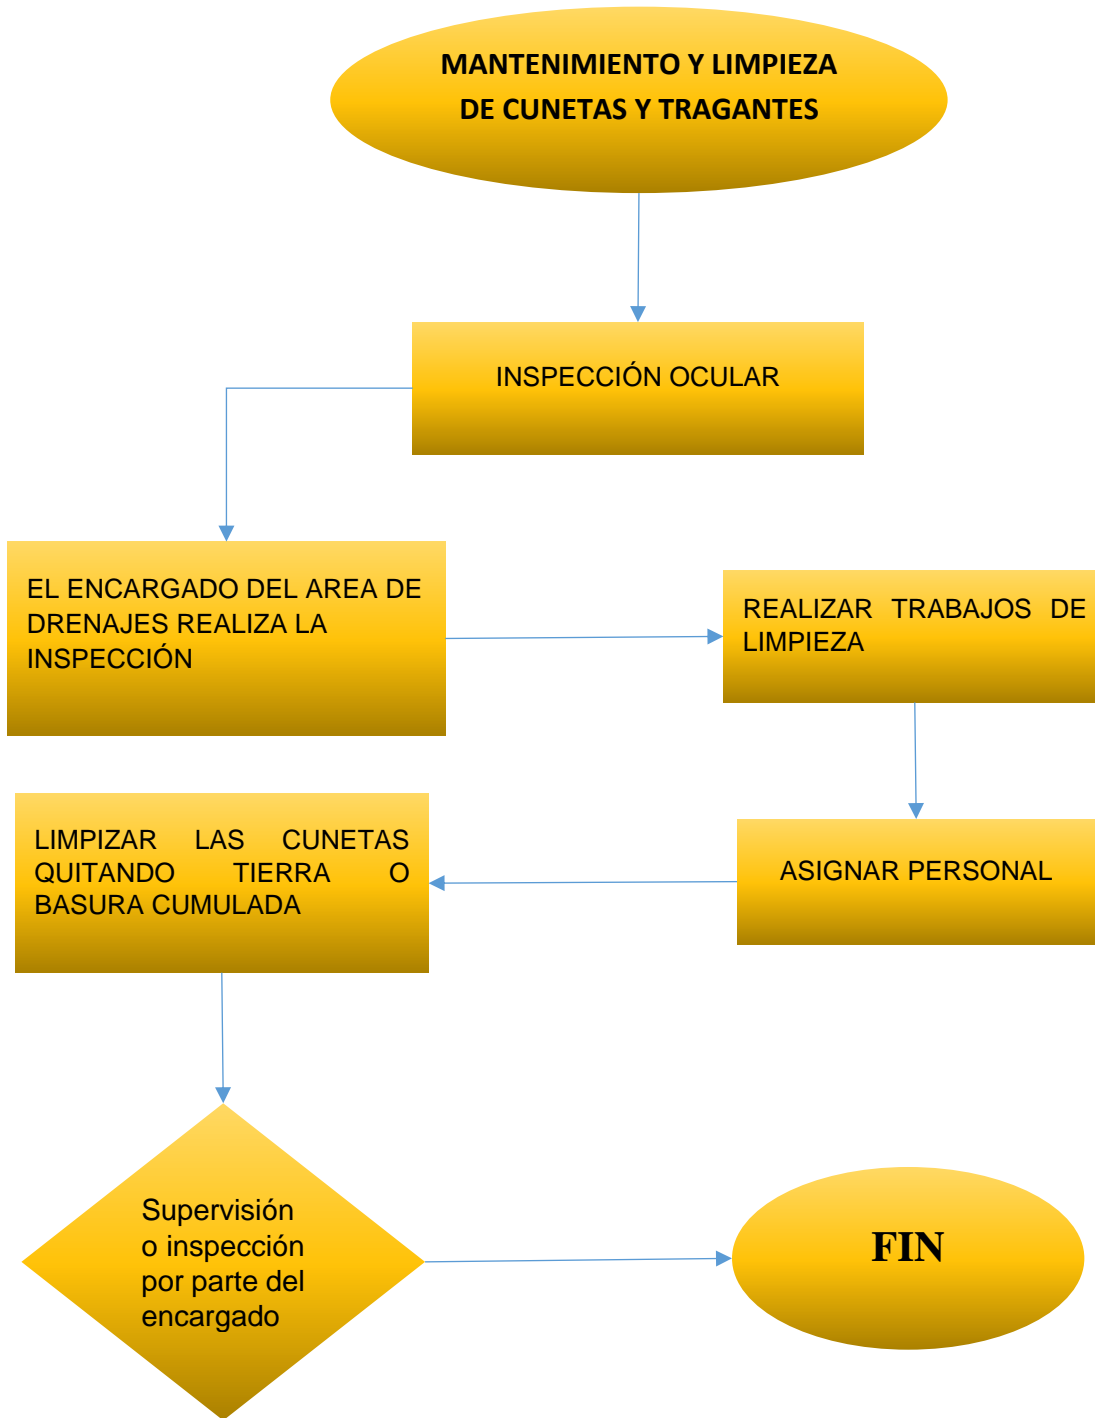 MANTENIMIENTO Y LIMPIEZA
DE CUNETAS Y TRAGANTES
INSPECCIÓN OCULAR
EL ENCARGADO DEL AREA DE
DRENAJES REALIZA LA
INSPECCIÓN
REALIZAR TRABAJOS DE
LIMPIEZA
ASIGNAR PERSONAL
LIMPIZAR LAS CUNETAS
QUITANDO TIERRA O
BASURA CUMULADA
Supervisión
o inspección
por parte del
encargado
FIN